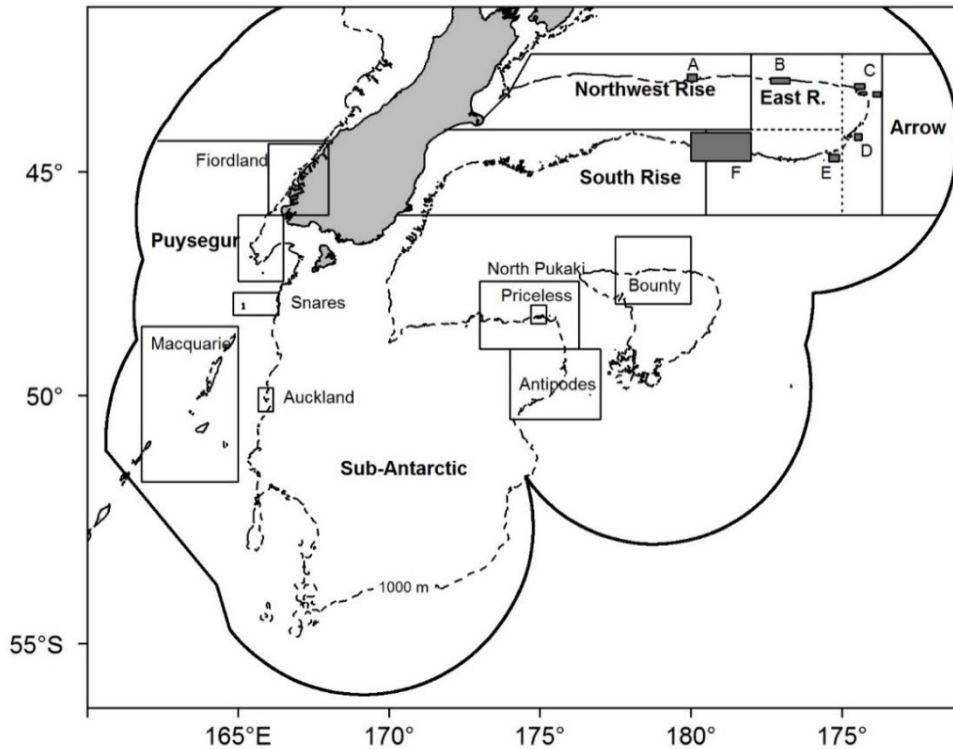 A
B
C
Northwest Rise
East R.
Arrow
45°
Fiordland
D
F
E
South Rise
Puysegur
North Pukaki
Bounty
Snares
Priceless
Macquarie
Antipodes
50°
Auckland
Sub-Antarctic
1000 m
55°S
165°E
170°
175°
180°
175°